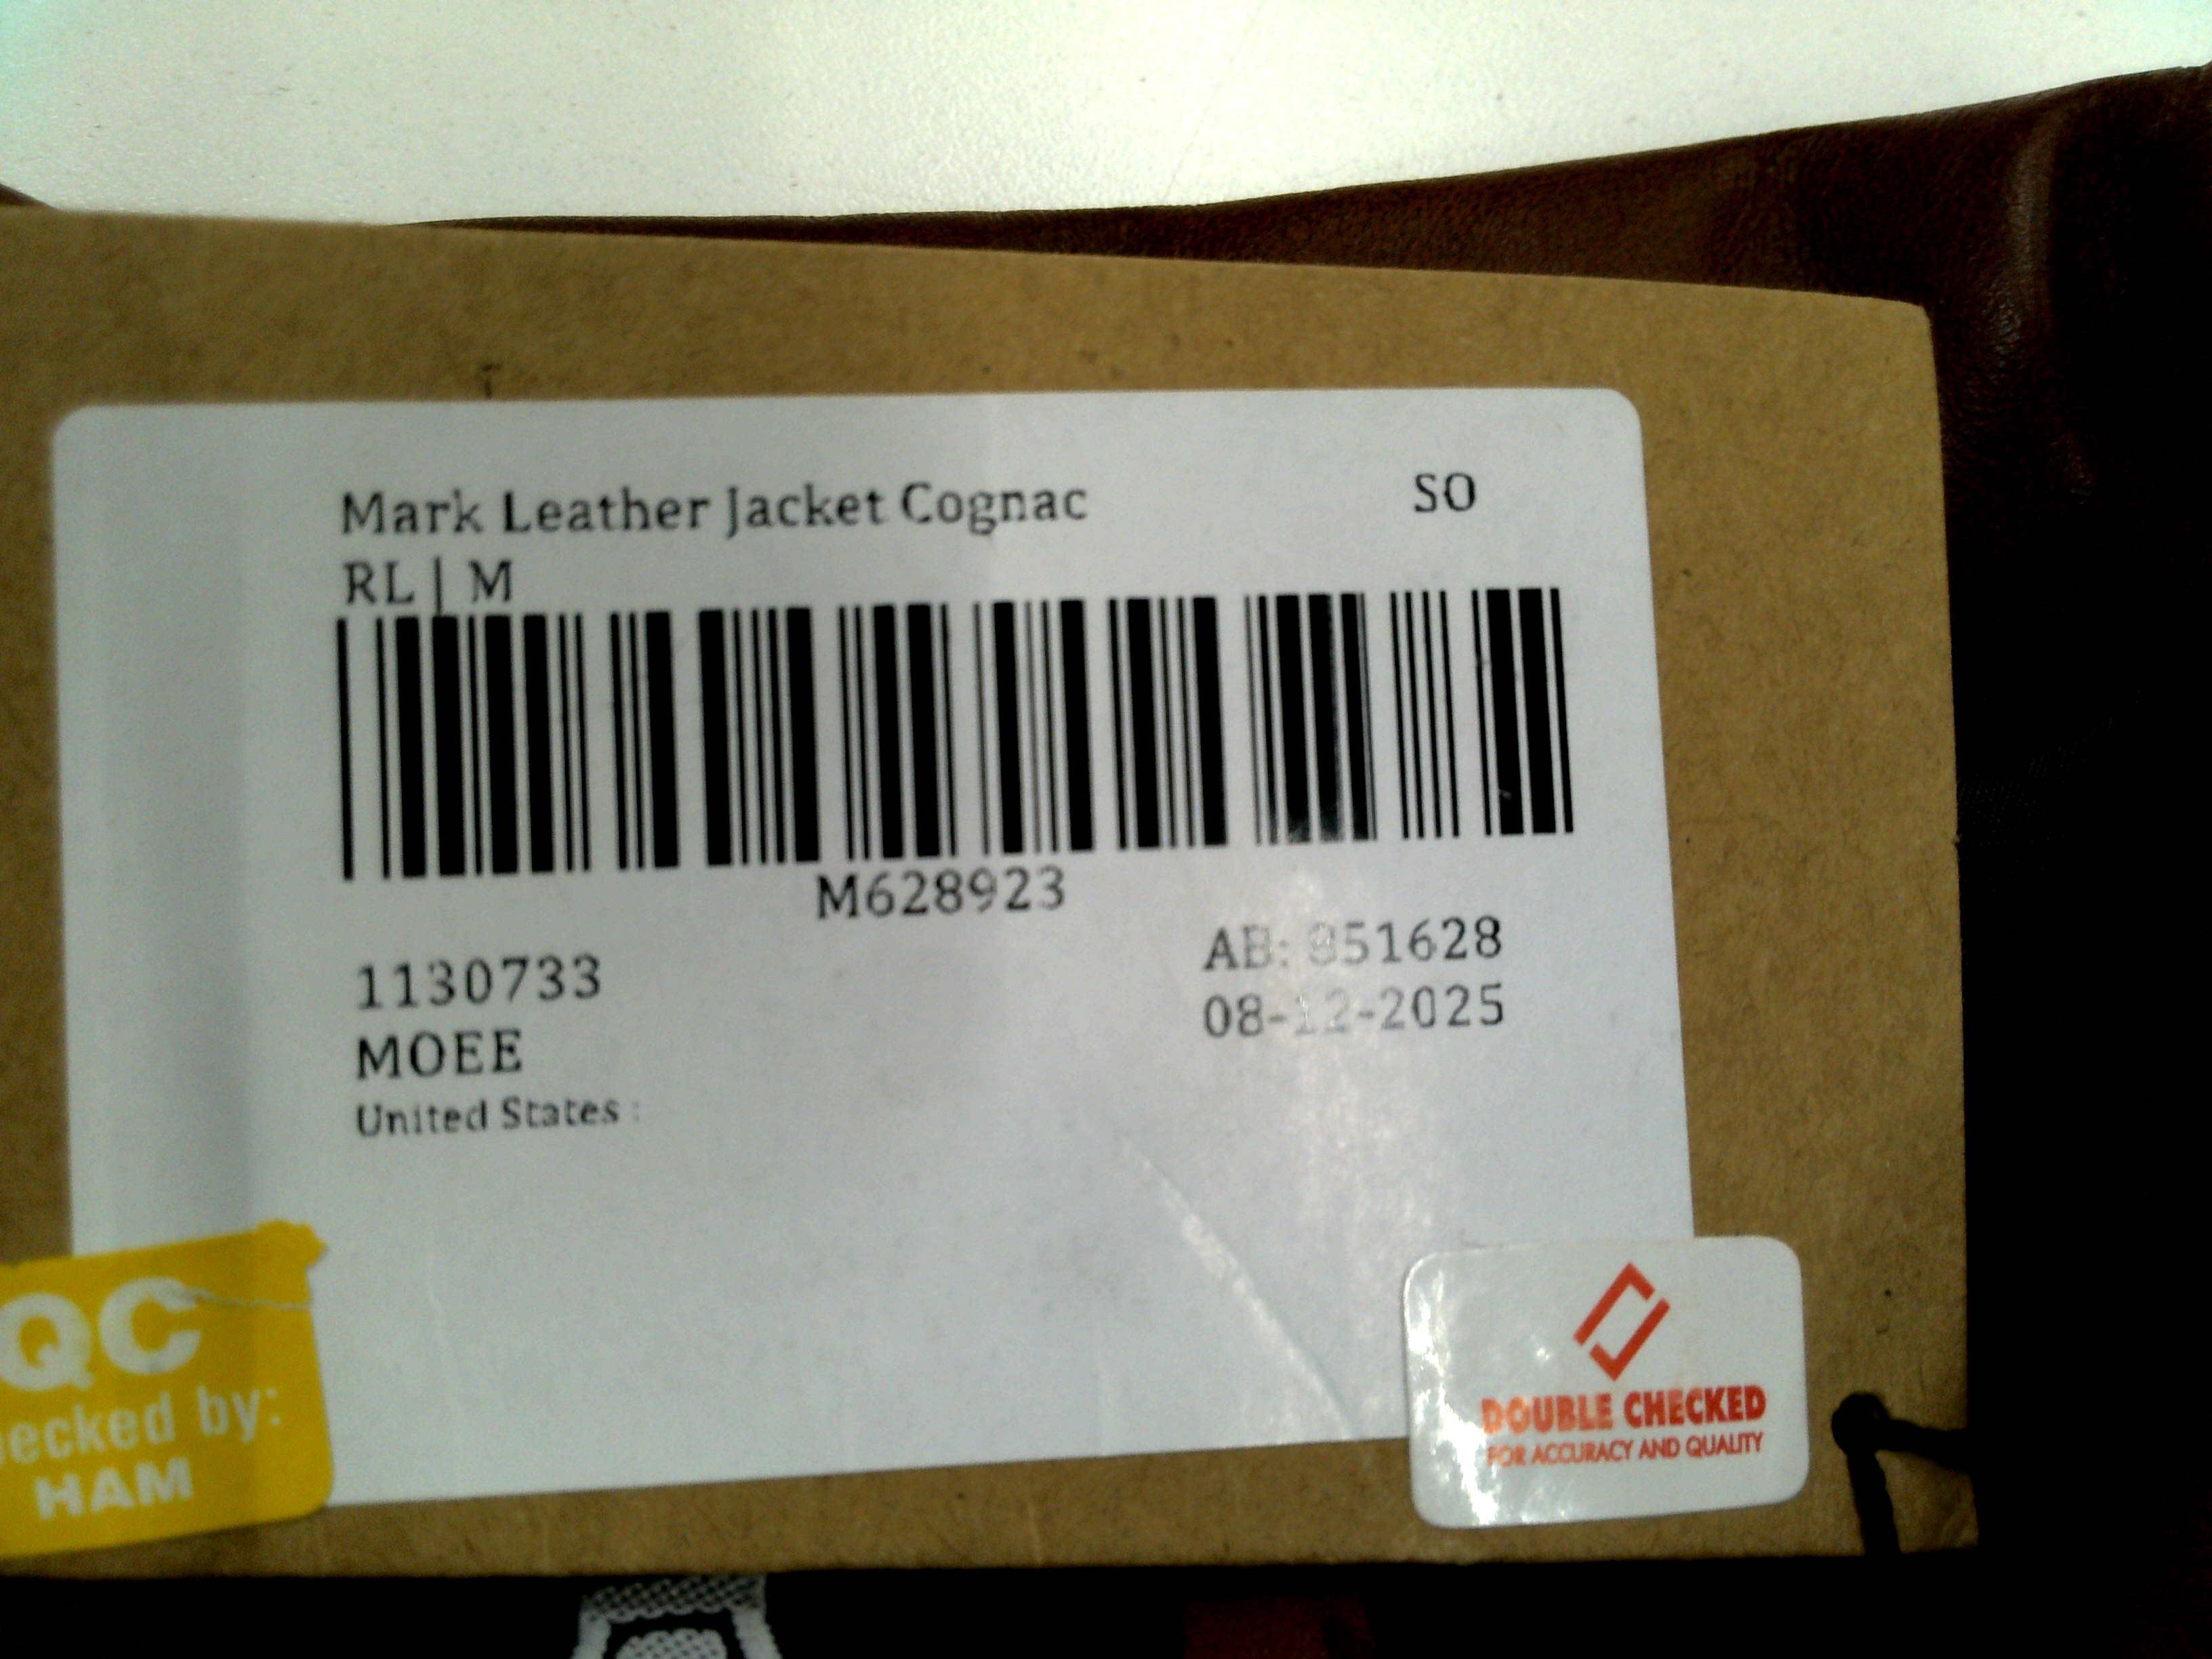 Mark Leather Jacket Cognac SO
RL | M
M628923
1130733
AB: 851628
MOEE
08-12-2025
United States :
QC
ecked by:
HAM
DOUBLE CHECKED
FOR ACCURACY AND QUALITY